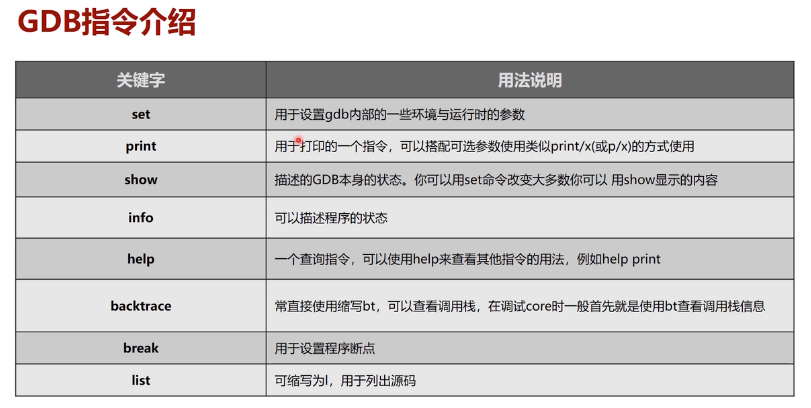 GDB指令介绍
关键字 用法说明
set 用于设置gdb内部的一些环境与运行时的参数
print 用于打印的一个指令，可以搭配可选参数使用类似print/x(或p/x)的方式使用
show 描述的GDB本身的状态。你可以用set命令改变大多数你可以 用show显示的内容
info 可以描述程序的状态
help 一个查询指令，可以使用help来查看其他指令的用法，例如help print
backtrace 常直接使用缩写bt，可以查看调用栈，在调试core时一般首先就是使用bt查看调用栈信息
break 用于设置程序断点
list 可缩写为l，用于列出源码